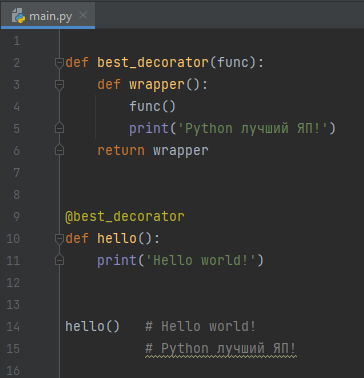 main.py
1
2 def best_decorator(func):
3     def wrapper():
4         func()
5         print('Python лучший ЯП!')
6     return wrapper
7
8
9 @best_decorator
10 def hello():
11     print('Hello world!')
12
13
14 hello()   # Hello world!
15           # Python лучший ЯП!
16